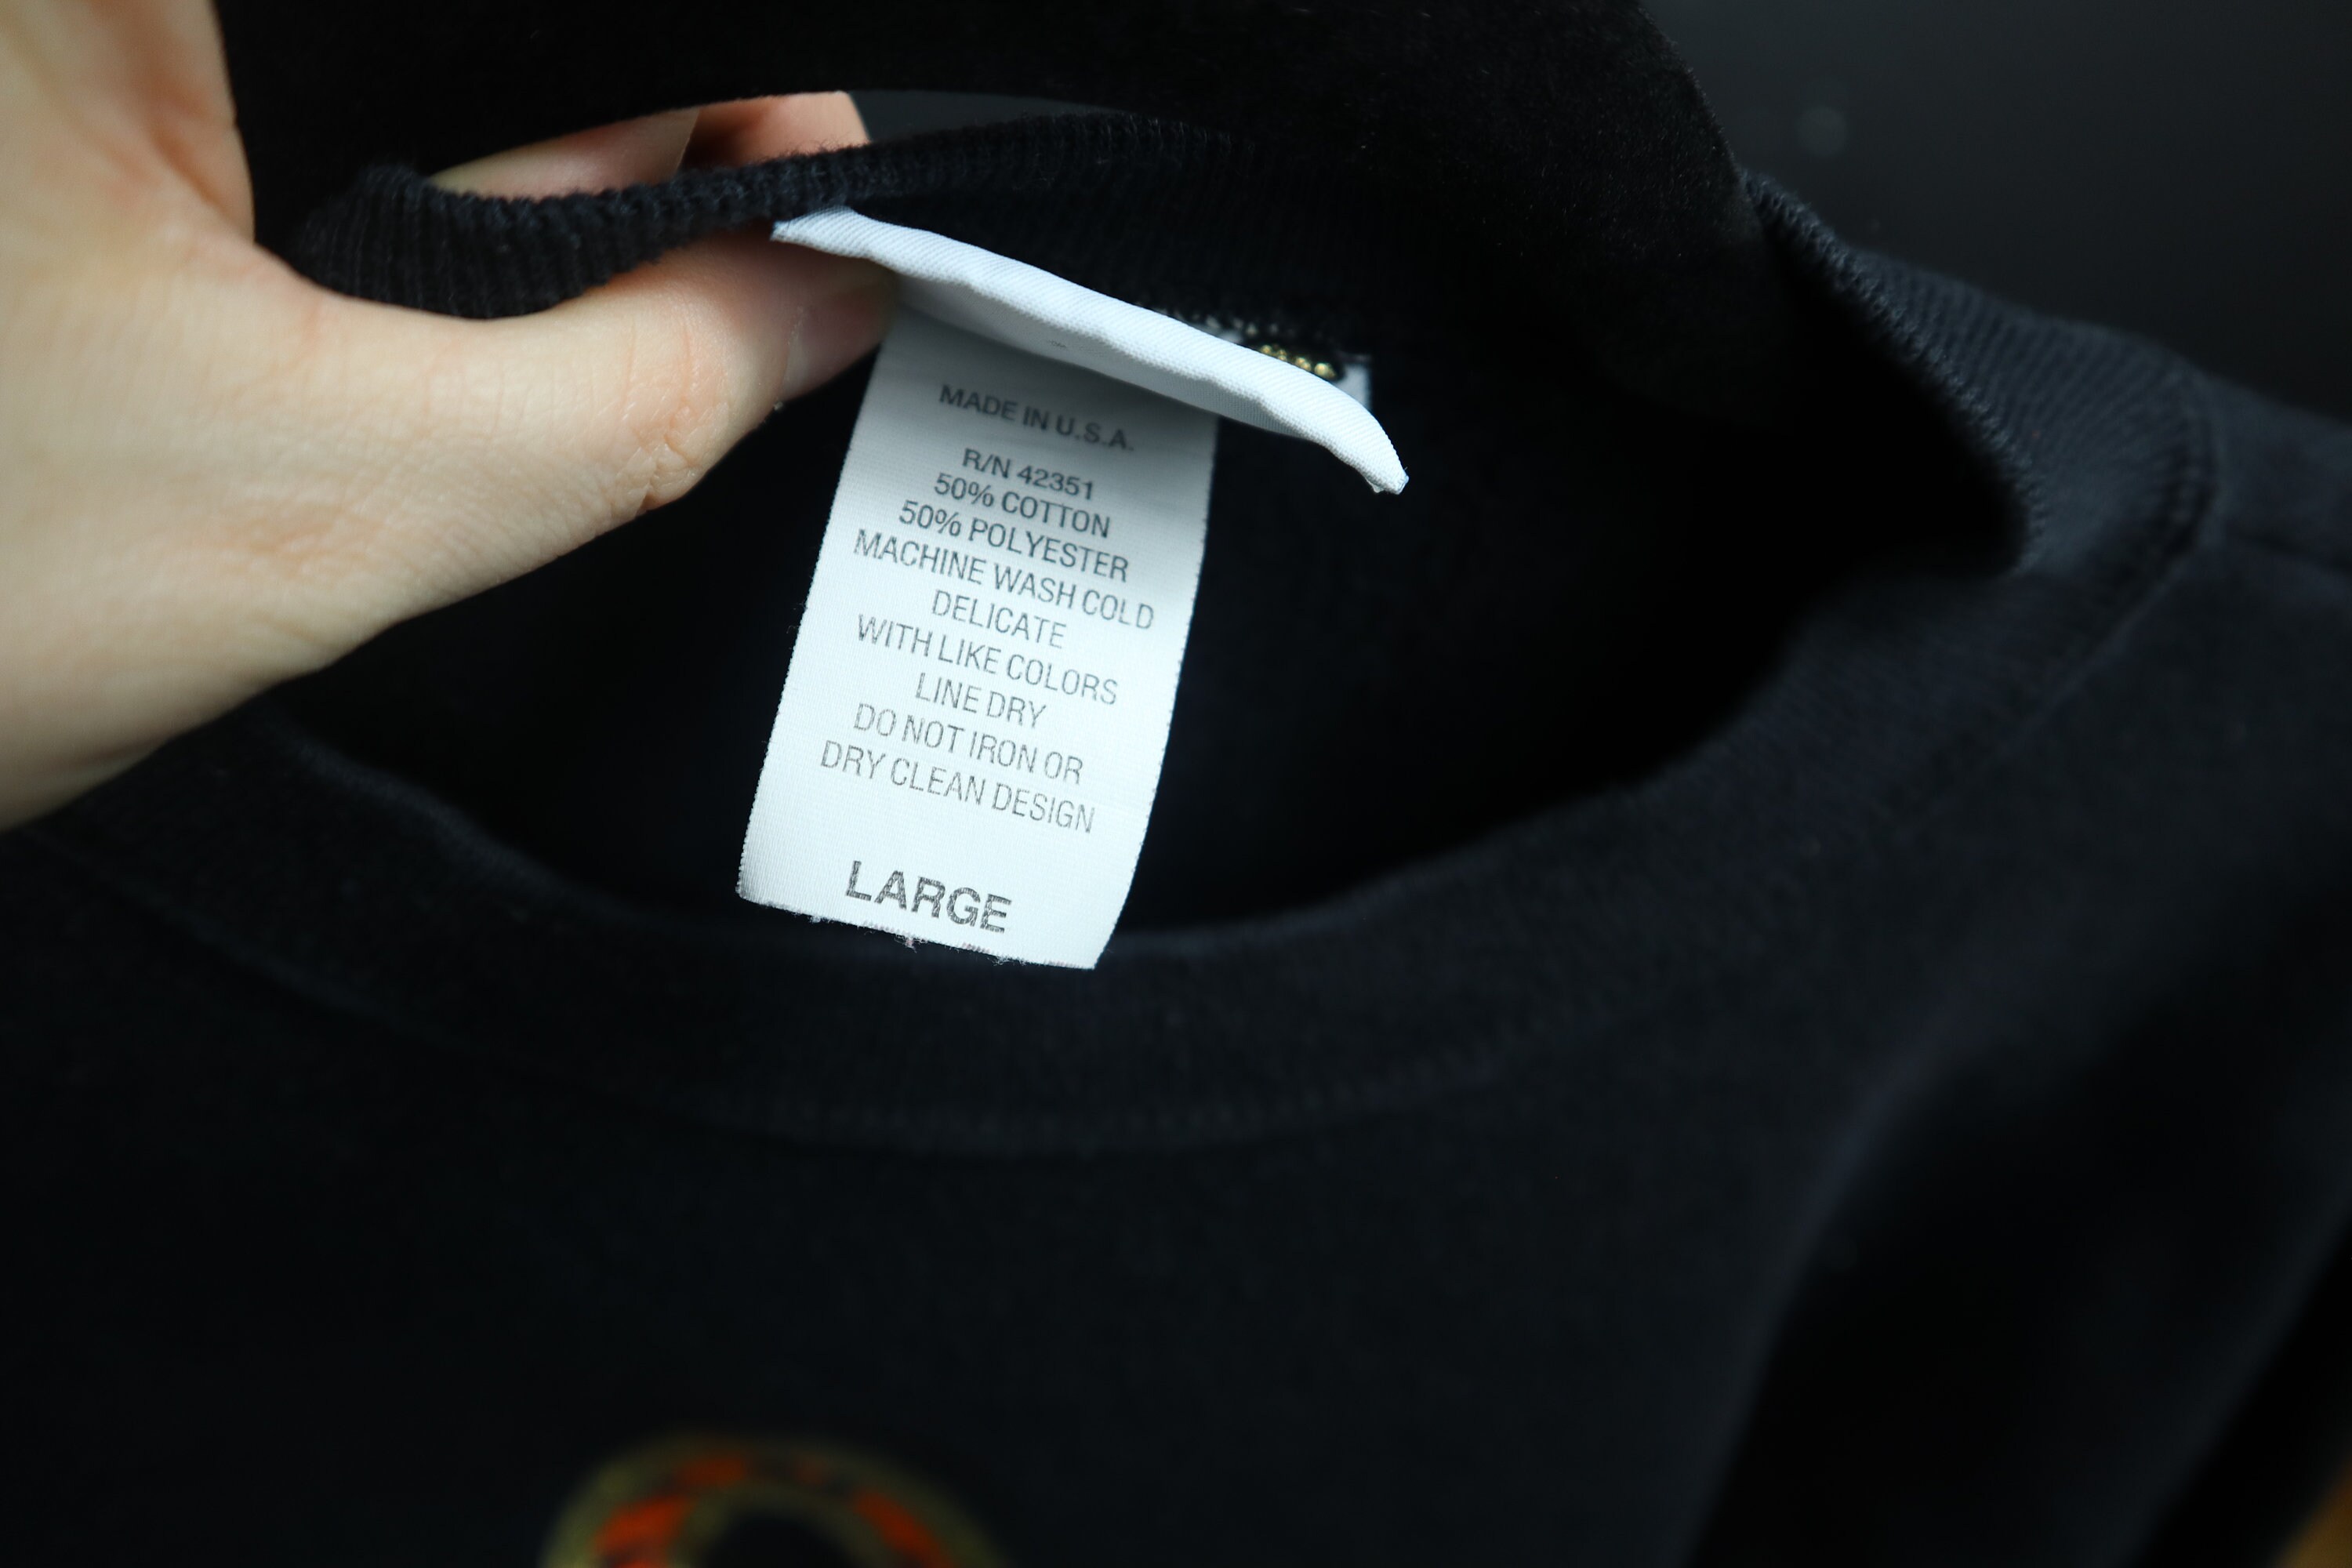 MADE IN U.S.A.
R/N 42351
50% COTTON
50% POLYESTER
MACHINE WASH COLD
DELICATE
WITH LIKE COLORS
LINE DRY
DO NOT IRON OR
DRY CLEAN DESIGN
LARGE